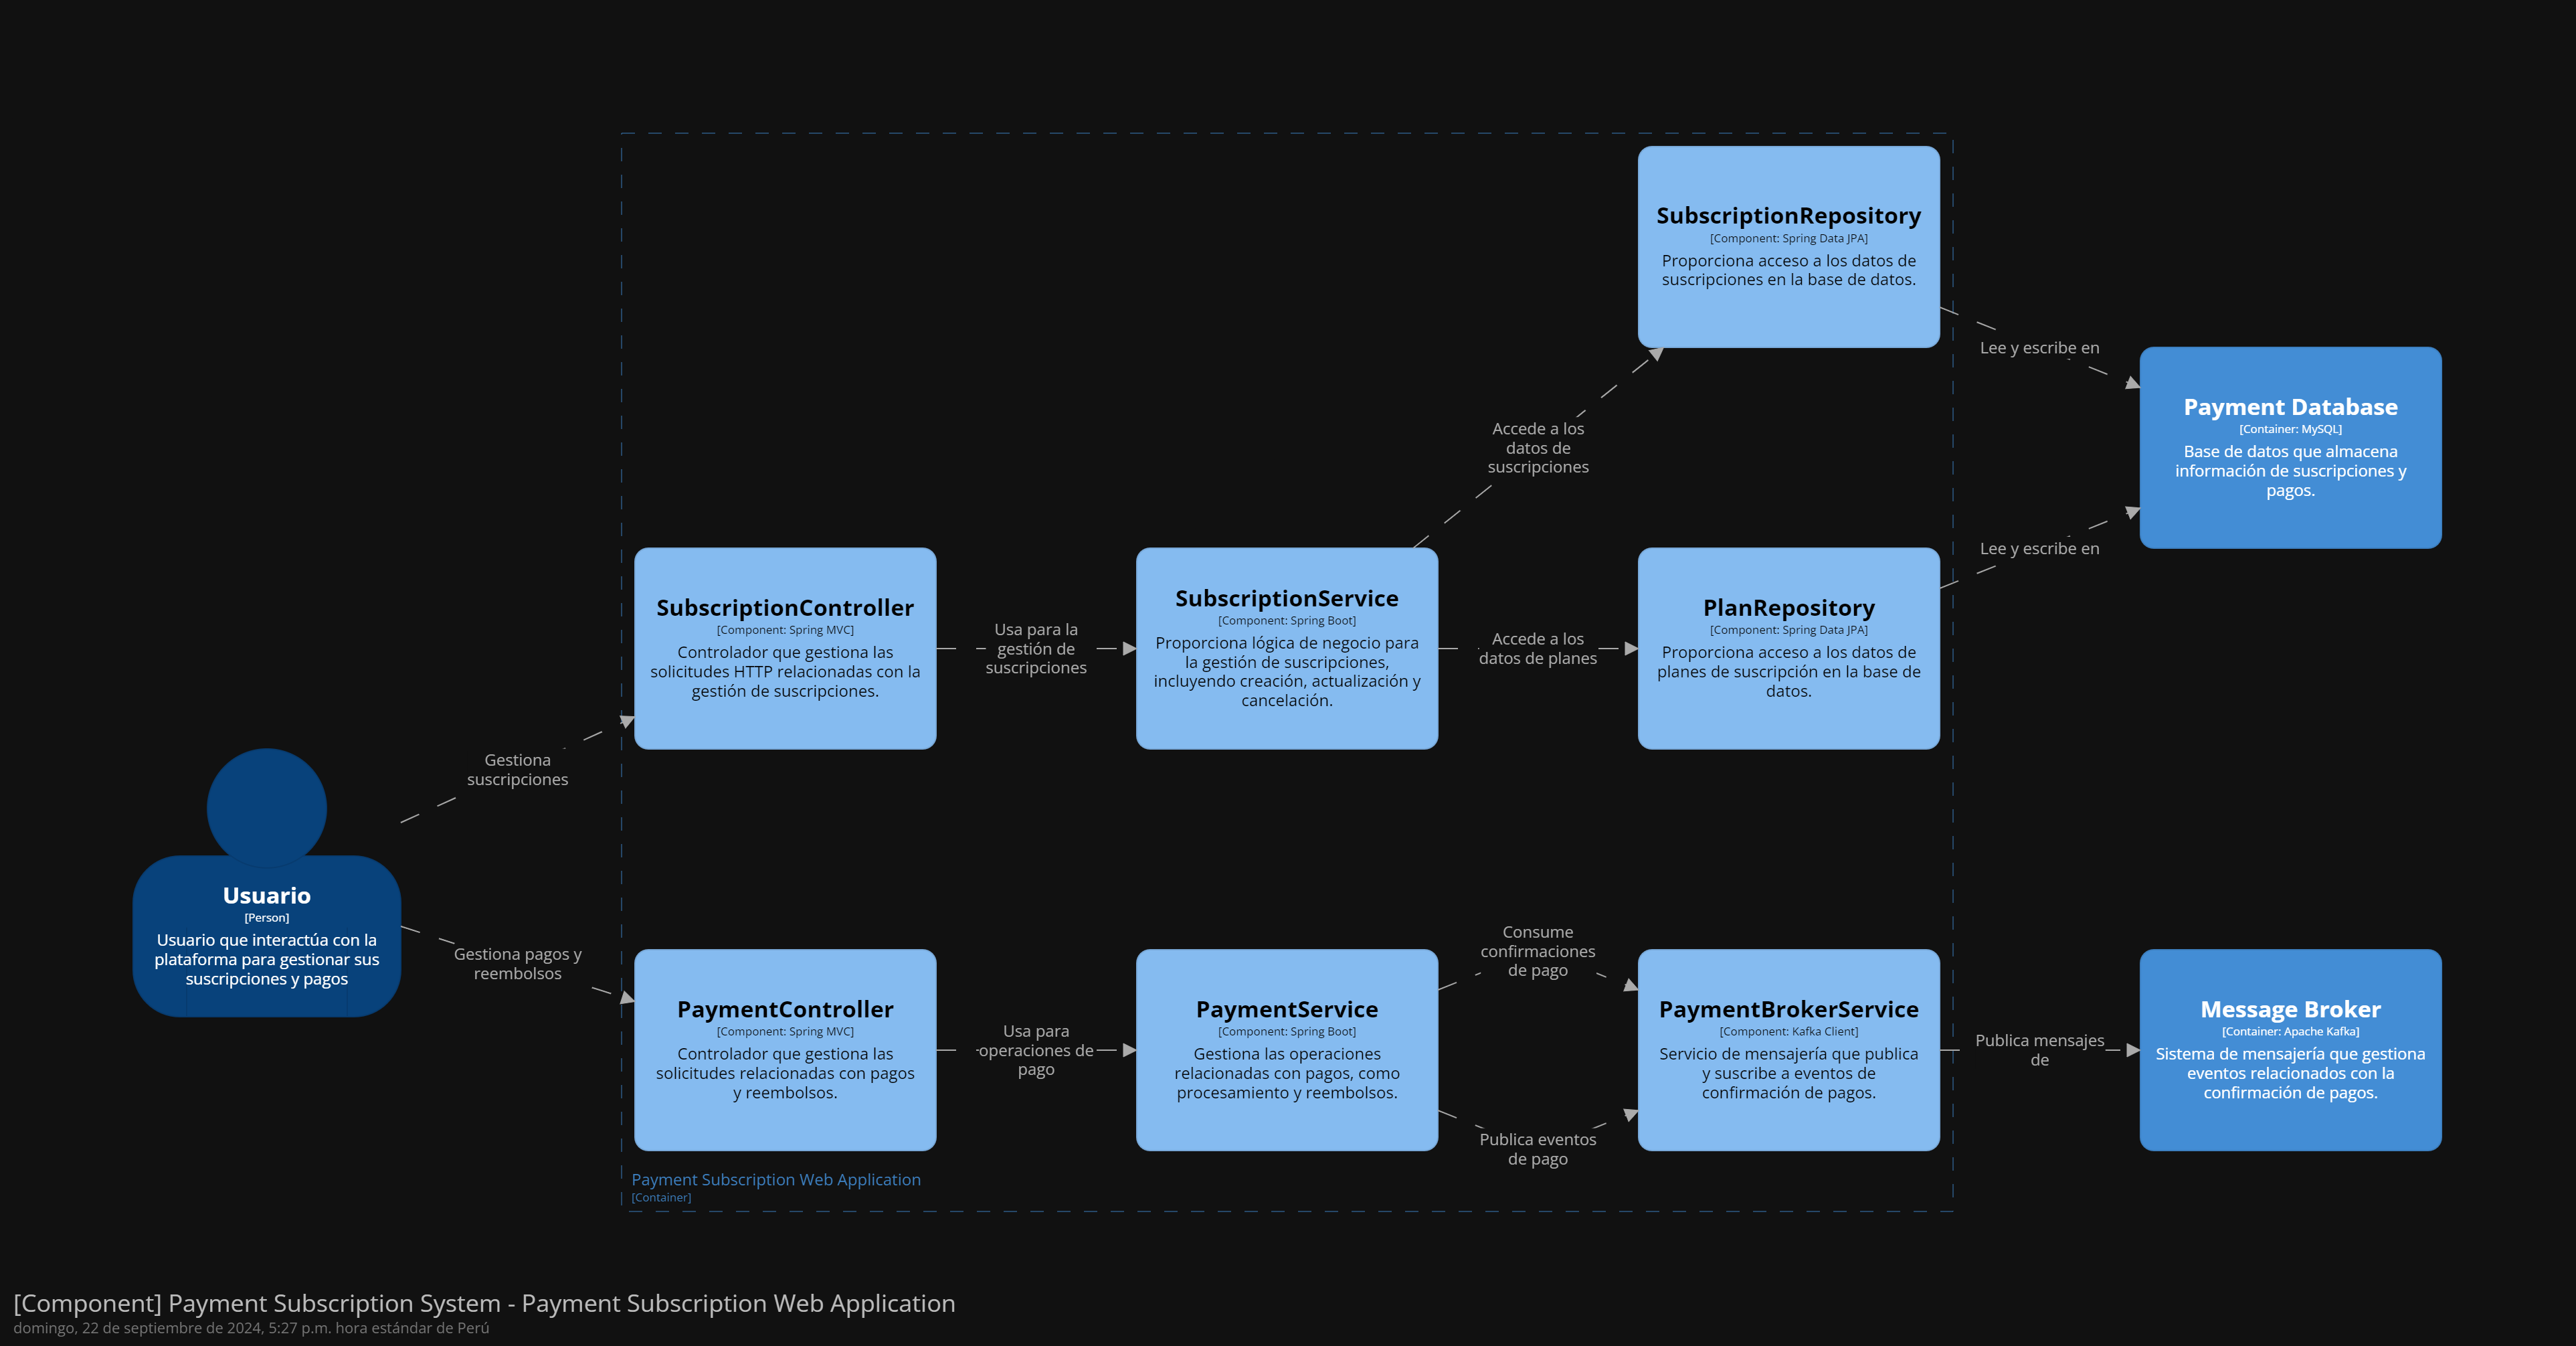 SubscriptionRepository
[Component: Spring Data JPA]
Proporciona acceso a los datos de
suscripciones en la base de datos.
Lee y escribe en
Payment Database
[Container: MySQL]
Base de datos que almacena
información de suscripciones y
pagos.
Accede a los
datos de
suscripciones
Lee y escribe en
SubscriptionController
[Component: Spring MVC]
Controlador que gestiona las
solicitudes HTTP relacionadas con la
gestión de suscripciones.
Usa para la
gestión de
suscripciones
SubscriptionService
[Component: Spring Boot]
Proporciona lógica de negocio para
la gestión de suscripciones,
incluyendo creación, actualización y
cancelación.
Accede a los
datos de planes
PlanRepository
[Component: Spring Data JPA]
Proporciona acceso a los datos de
planes de suscripción en la base de
datos.
Gestiona
suscripciones
Usuario
[Person]
Usuario que interactúa con la
plataforma para gestionar sus
suscripciones y pagos
Gestiona pagos y
reembolsos
PaymentController
[Component: Spring MVC]
Controlador que gestiona las
solicitudes relacionadas con pagos
y reembolsos.
Usa para
operaciones de
pago
PaymentService
[Component: Spring Boot]
Gestiona las operaciones
relacionadas con pagos, como
procesamiento y reembolsos.
Consume
confirmaciones
de pago
Publica eventos
de pago
PaymentBrokerService
[Component: Kafka Client]
Servicio de mensajería que publica
y suscribe a eventos de
confirmación de pagos.
Publica mensajes
de
Message Broker
[Container: Apache Kafka]
Sistema de mensajería que gestiona
eventos relacionados con la
confirmación de pagos.
Payment Subscription Web Application
[Container]
[Component] Payment Subscription System - Payment Subscription Web Application
domingo, 22 de septiembre de 2024, 5:27 p.m. hora estándar de Perú